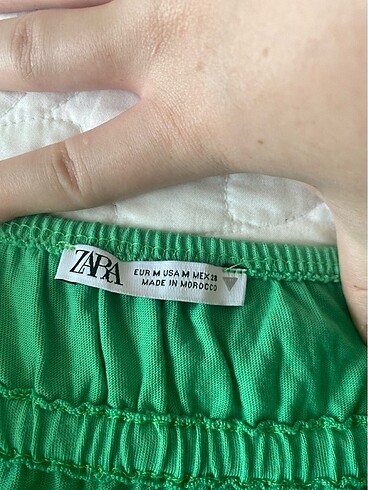 ZARA
EUR M USA M MEX 28
MADE IN MOROCCO